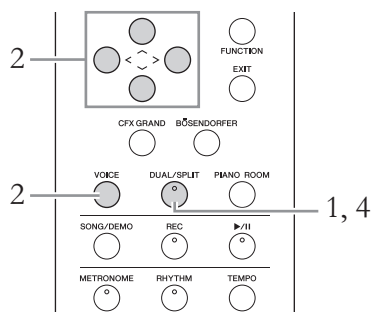 2
FUNCTION
EXIT
CFX GRAND BÖSENDORFER
2
VOICE DUAL/SPLIT PIANO ROOM
1, 4
SONG/DEMO REC ▶/II
METRONOME RHYTHM TEMPO